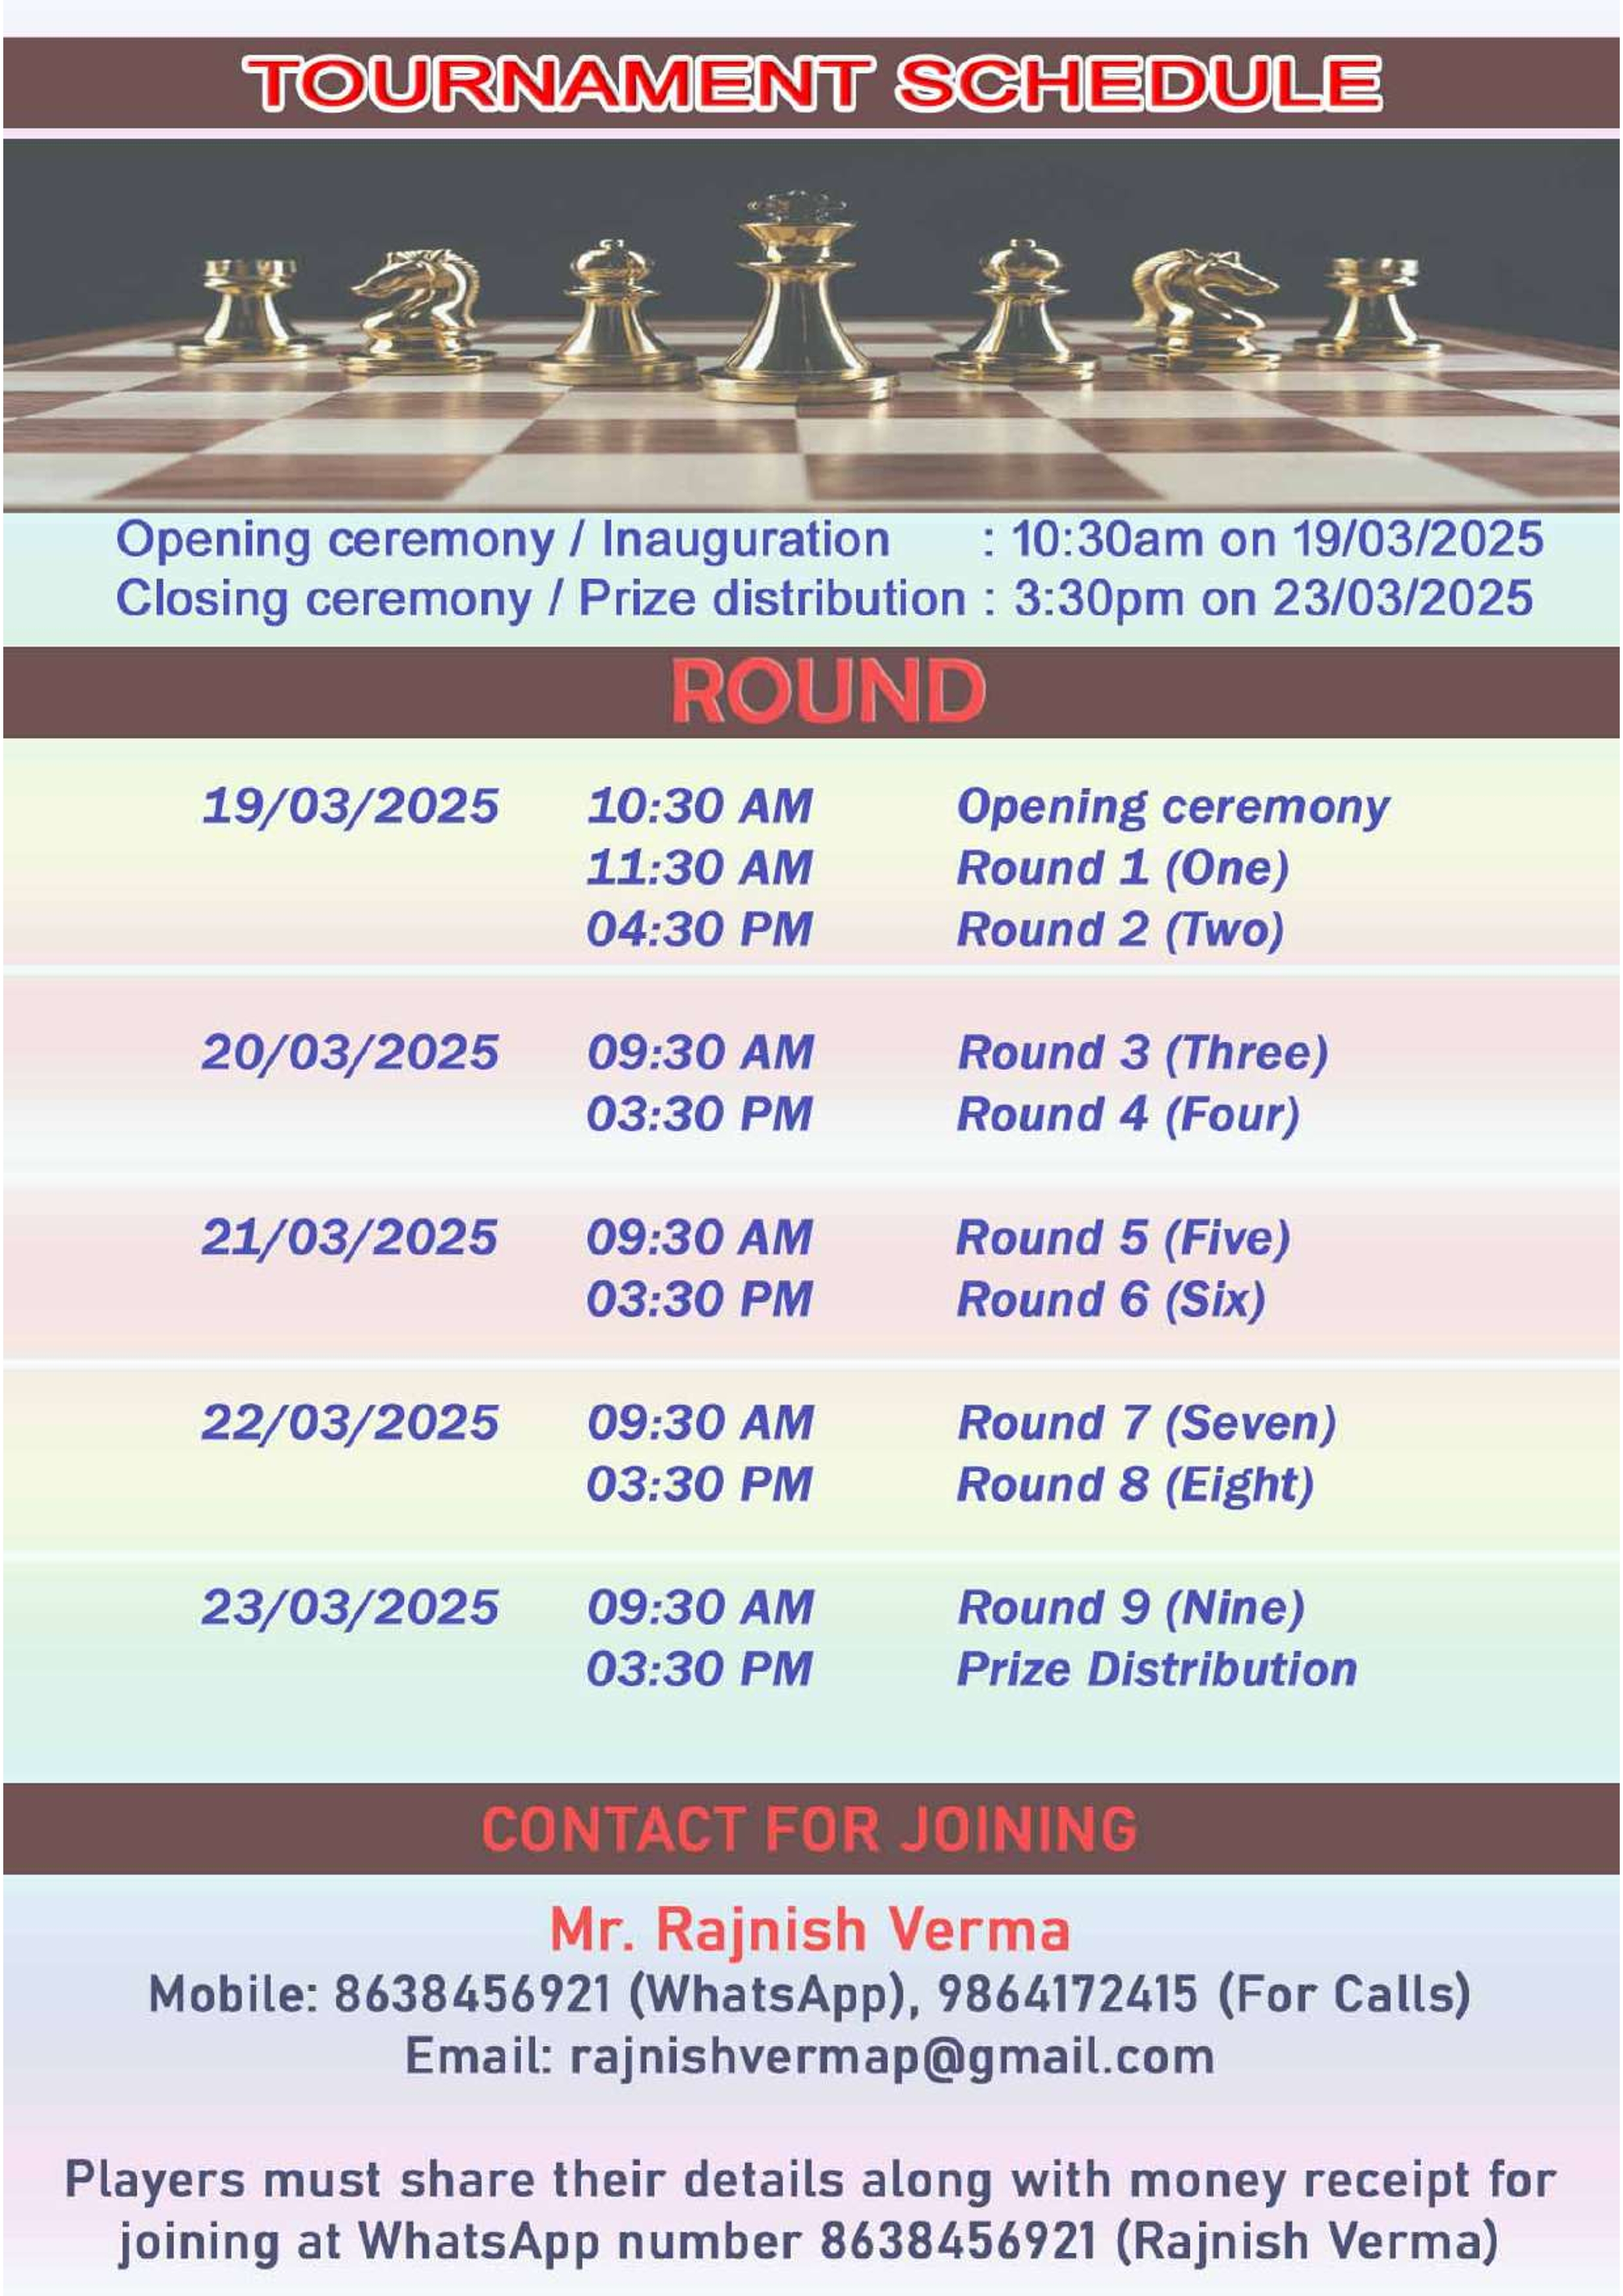 TOURNAMENT SCHEDULE
Opening ceremony / Inauguration : 10:30am on 19/03/2025
Closing ceremony / Prize distribution : 3:30pm on 23/03/2025
ROUND
19/03/2025 10:30 AM Opening ceremony
11:30 AM Round 1 (One)
04:30 PM Round 2 (Two)
20/03/2025 09:30 AM Round 3 (Three)
03:30 PM Round 4 (Four)
21/03/2025 09:30 AM Round 5 (Five)
03:30 PM Round 6 (Six)
22/03/2025 09:30 AM Round 7 (Seven)
03:30 PM Round 8 (Eight)
23/03/2025 09:30 AM Round 9 (Nine)
03:30 PM Prize Distribution
CONTACT FOR JOINING
Mr. Rajnish Verma
Mobile: 8638456921 (WhatsApp), 9864172415 (For Calls)
Email: rajnishvermap@gmail.com
Players must share their details along with money receipt for
joining at WhatsApp number 8638456921 (Rajnish Verma)